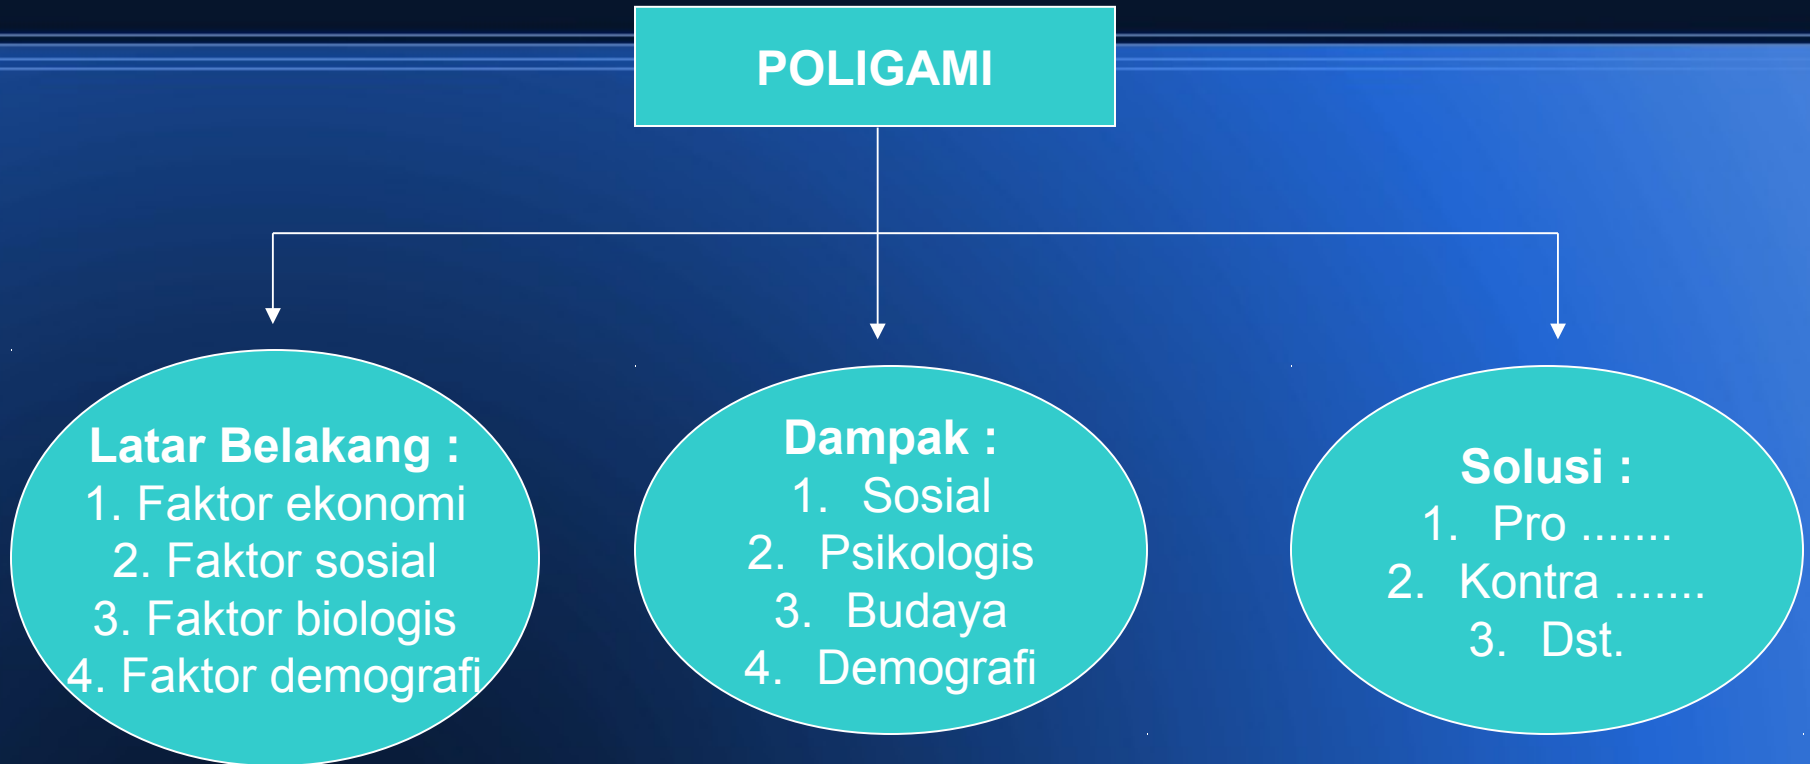 POLIGAMI
Latar Belakang :
1. Faktor ekonomi
2. Faktor sosial
3. Faktor biologis
4. Faktor demografi
Dampak :
1. Sosial
2. Psikologis
3. Budaya
4. Demografi
Solusi :
1. Pro .......
2. Kontra .......
3. Dst.